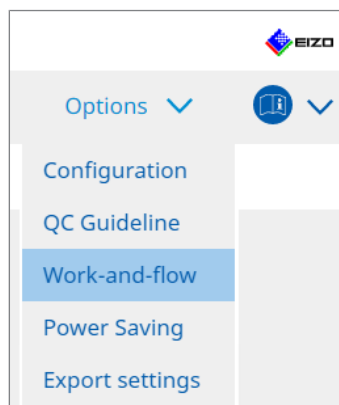 EIZO
Options
Configuration
QC Guideline
Work-and-flow
Power Saving
Export settings